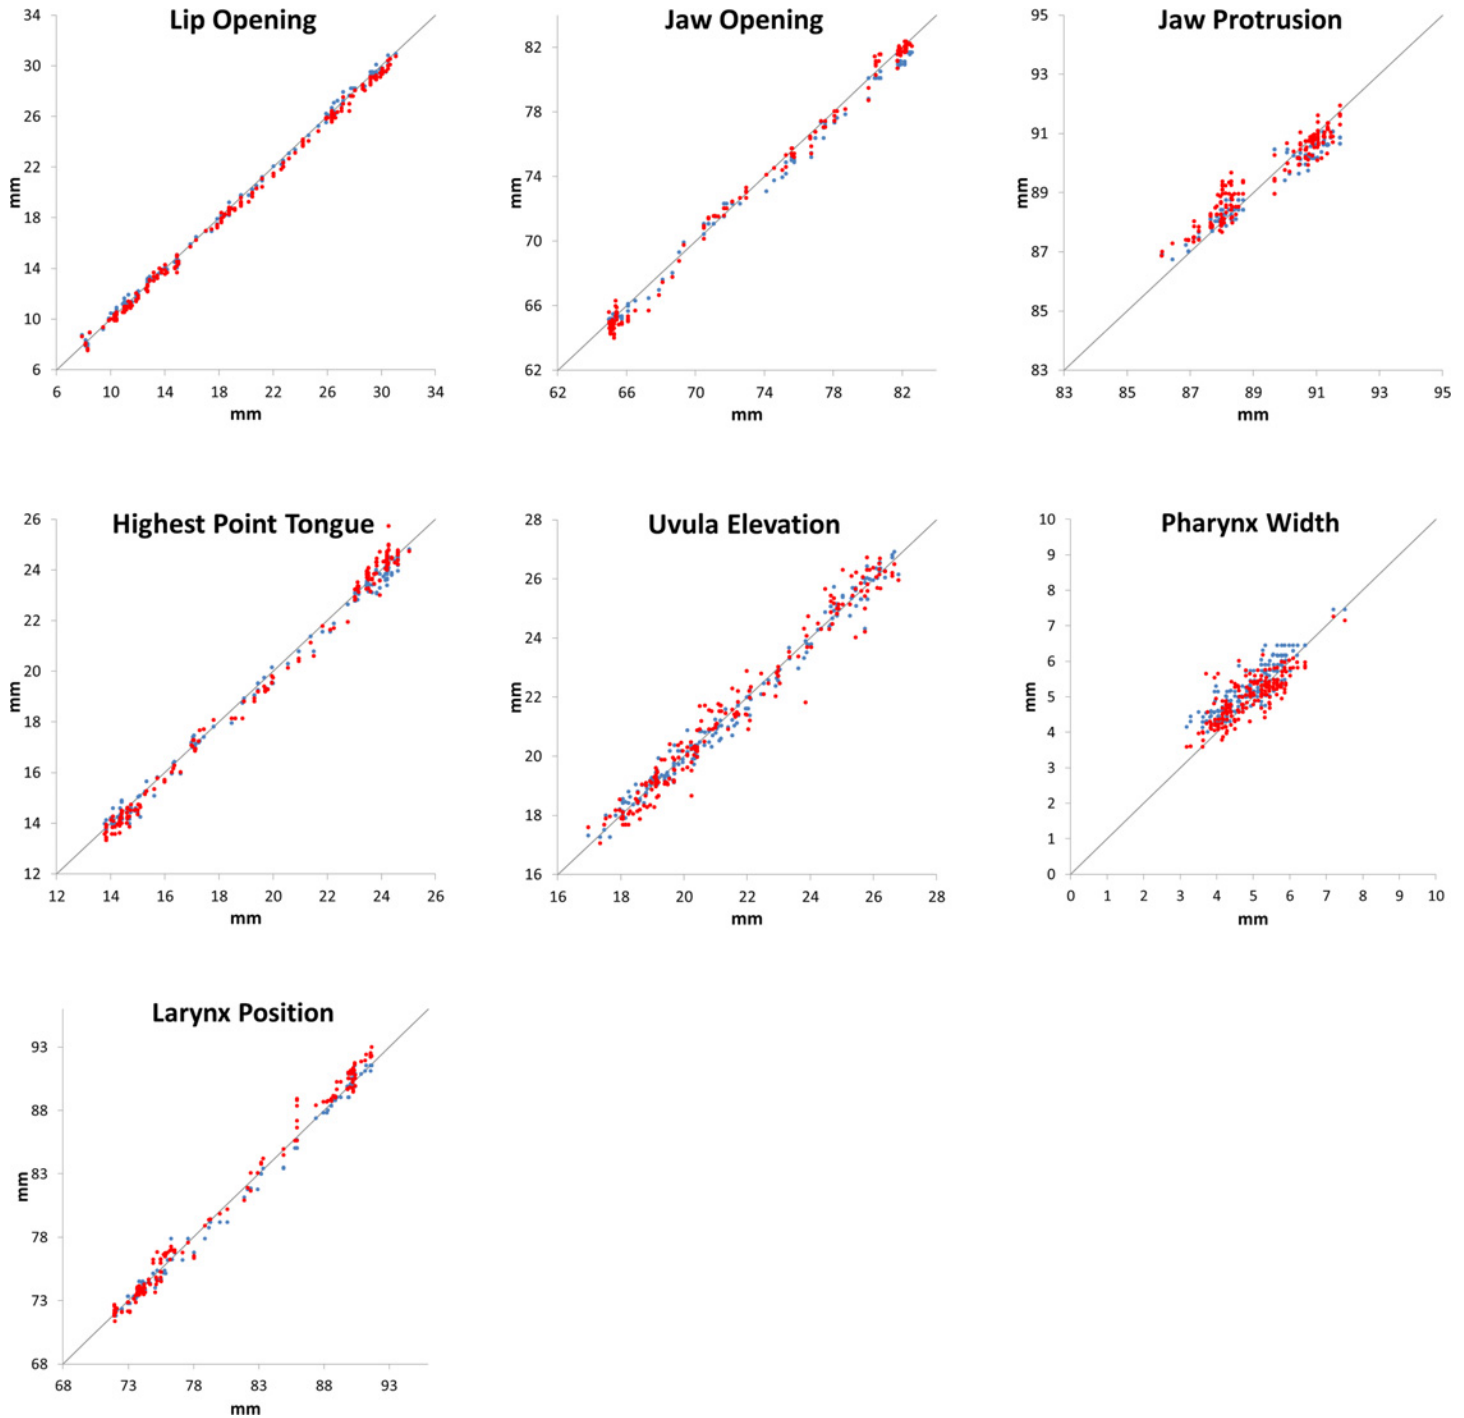 Lip Opening
34
30
26
22
18
14
10
6
mm
6 10 14 18 22 26 30 34
mm
Jaw Opening
82
78
74
70
66
62
mm
62 66 70 74 78 82
mm
Jaw Protrusion
95
93
91
89
87
85
83
mm
83 85 87 89 91 93 95
mm
Highest Point Tongue
26
24
22
20
18
16
14
12
mm
12 14 16 18 20 22 24 26
mm
Uvula Elevation
28
26
24
22
20
18
16
mm
16 18 20 22 24 26 28
mm
Pharynx Width
10
9
8
7
6
5
4
3
2
1
0
mm
0 1 2 3 4 5 6 7 8 9 10
mm
Larynx Position
93
88
83
78
73
68
mm
68 73 78 83 88 93
mm